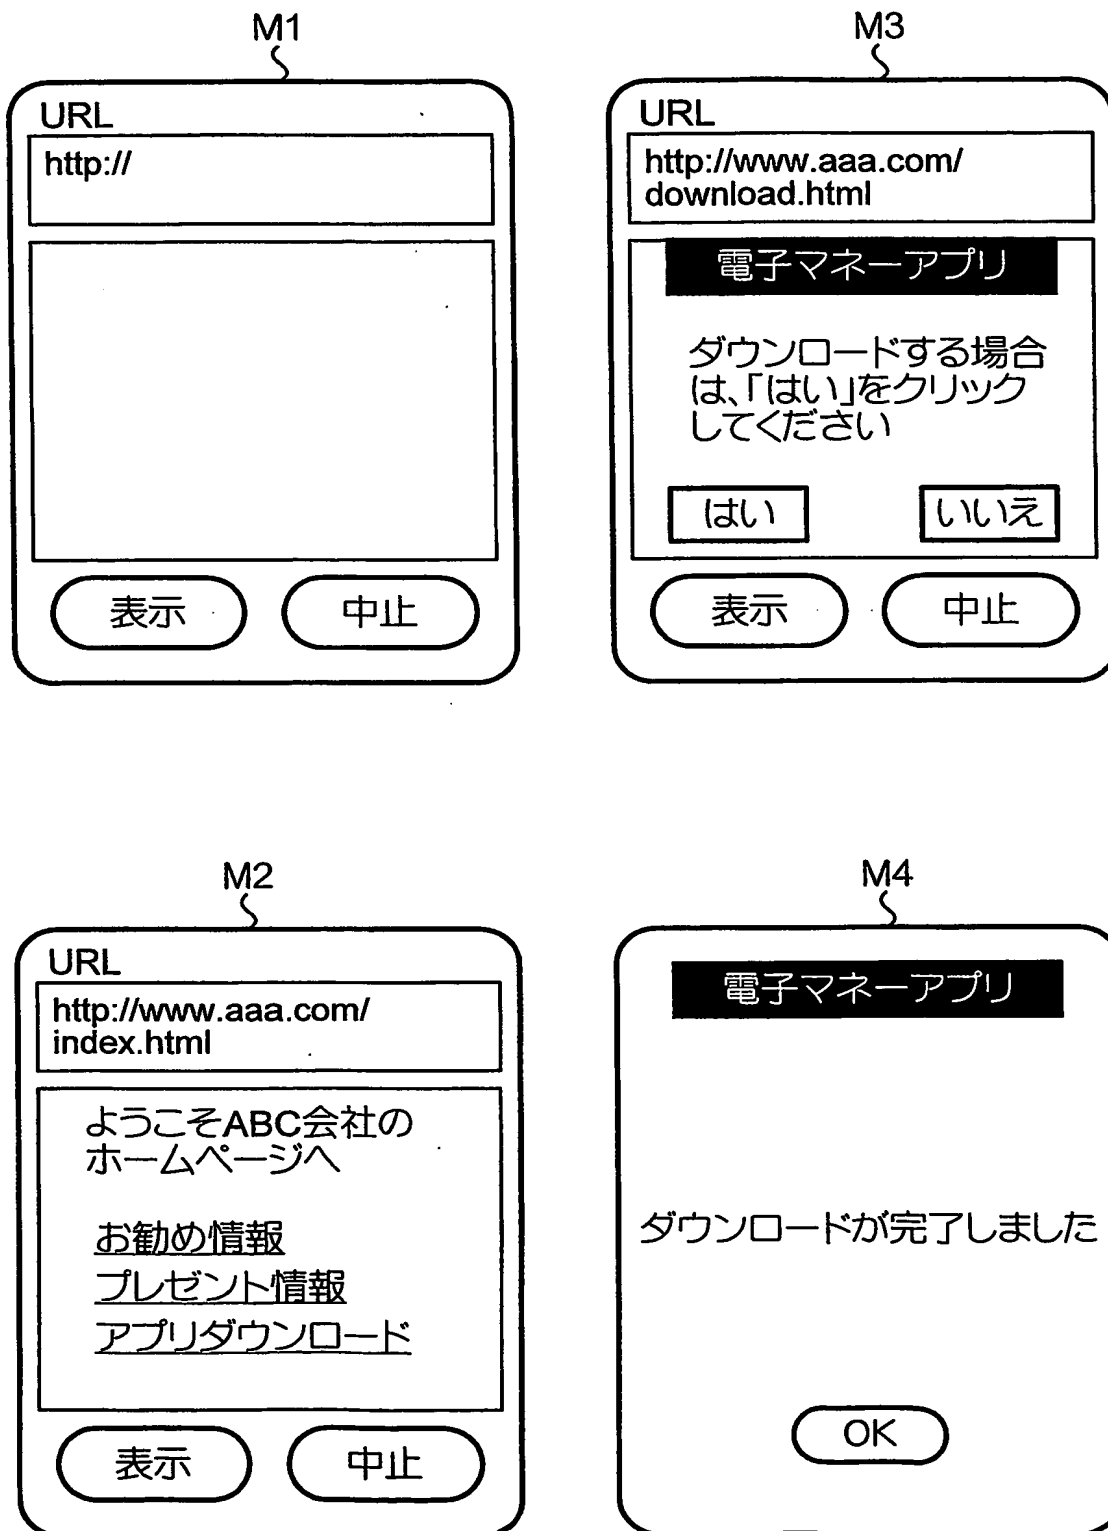 M1
URL
http://
表示
中止
M3
URL
http://www.aaa.com/
download.html
電子マネーアプリ
ダウンロードする場合
は、「はい」をクリック
してください
はい
いいえ
表示
中止
M2
URL
http://www.aaa.com/
index.html
ようこそABC会社の
ホームページへ
お勧め情報
プレゼント情報
アプリダウンロード
表示
中止
M4
電子マネーアプリ
ダウンロードが完了しました
OK